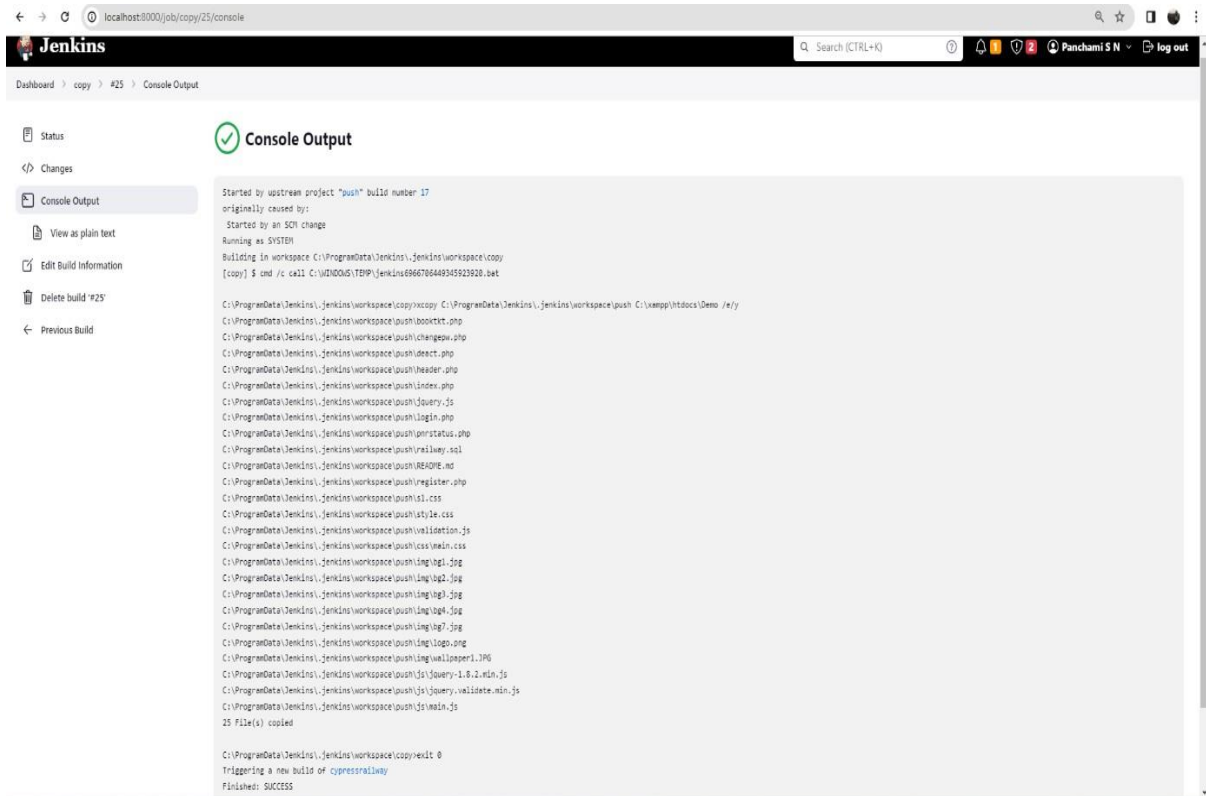 localhost:8000/job/copy/25/console
Jenkins
Search (CTRL+K)
1
2
Panchami S N
log out
Dashboard > copy > #25 > Console Output
Status
Changes
Console Output
View as plain text
Edit Build Information
Delete build '#25'
Previous Build
Console Output
Started by upstream project "push" build number 17
originally caused by:
Started by an SCM change
Running as SYSTEM
Building in workspace C:\ProgramData\Jenkins\.jenkins\workspace\copy
[copy] $ cmd /c call C:\WINDOWS\TEMP\jenkins6966706449345923920.bat
C:\ProgramData\Jenkins\.jenkins\workspace\copy>xcopy C:\ProgramData\Jenkins\.jenkins\workspace\push C:\xampp\htdocs\Demo /e/y
C:\ProgramData\Jenkins\.jenkins\workspace\push\booktkt.php
C:\ProgramData\Jenkins\.jenkins\workspace\push\changepw.php
C:\ProgramData\Jenkins\.jenkins\workspace\push\deact.php
C:\ProgramData\Jenkins\.jenkins\workspace\push\header.php
C:\ProgramData\Jenkins\.jenkins\workspace\push\index.php
C:\ProgramData\Jenkins\.jenkins\workspace\push\jquery.js
C:\ProgramData\Jenkins\.jenkins\workspace\push\login.php
C:\ProgramData\Jenkins\.jenkins\workspace\push\pnrstatus.php
C:\ProgramData\Jenkins\.jenkins\workspace\push\railway.sql
C:\ProgramData\Jenkins\.jenkins\workspace\push\README.md
C:\ProgramData\Jenkins\.jenkins\workspace\push\register.php
C:\ProgramData\Jenkins\.jenkins\workspace\push\s1.css
C:\ProgramData\Jenkins\.jenkins\workspace\push\style.css
C:\ProgramData\Jenkins\.jenkins\workspace\push\validation.js
C:\ProgramData\Jenkins\.jenkins\workspace\push\css\main.css
C:\ProgramData\Jenkins\.jenkins\workspace\push\img\bg1.jpg
C:\ProgramData\Jenkins\.jenkins\workspace\push\img\bg2.jpg
C:\ProgramData\Jenkins\.jenkins\workspace\push\img\bg3.jpg
C:\ProgramData\Jenkins\.jenkins\workspace\push\img\bg4.jpg
C:\ProgramData\Jenkins\.jenkins\workspace\push\img\bg7.jpg
C:\ProgramData\Jenkins\.jenkins\workspace\push\img\logo.png
C:\ProgramData\Jenkins\.jenkins\workspace\push\img\wallpaper1.JPG
C:\ProgramData\Jenkins\.jenkins\workspace\push\js\jquery-1.8.2.min.js
C:\ProgramData\Jenkins\.jenkins\workspace\push\js\jquery.validate.min.js
C:\ProgramData\Jenkins\.jenkins\workspace\push\js\main.js
25 File(s) copied
C:\ProgramData\Jenkins\.jenkins\workspace\copy>exit 0
Triggering a new build of cypressrailway
Finished: SUCCESS